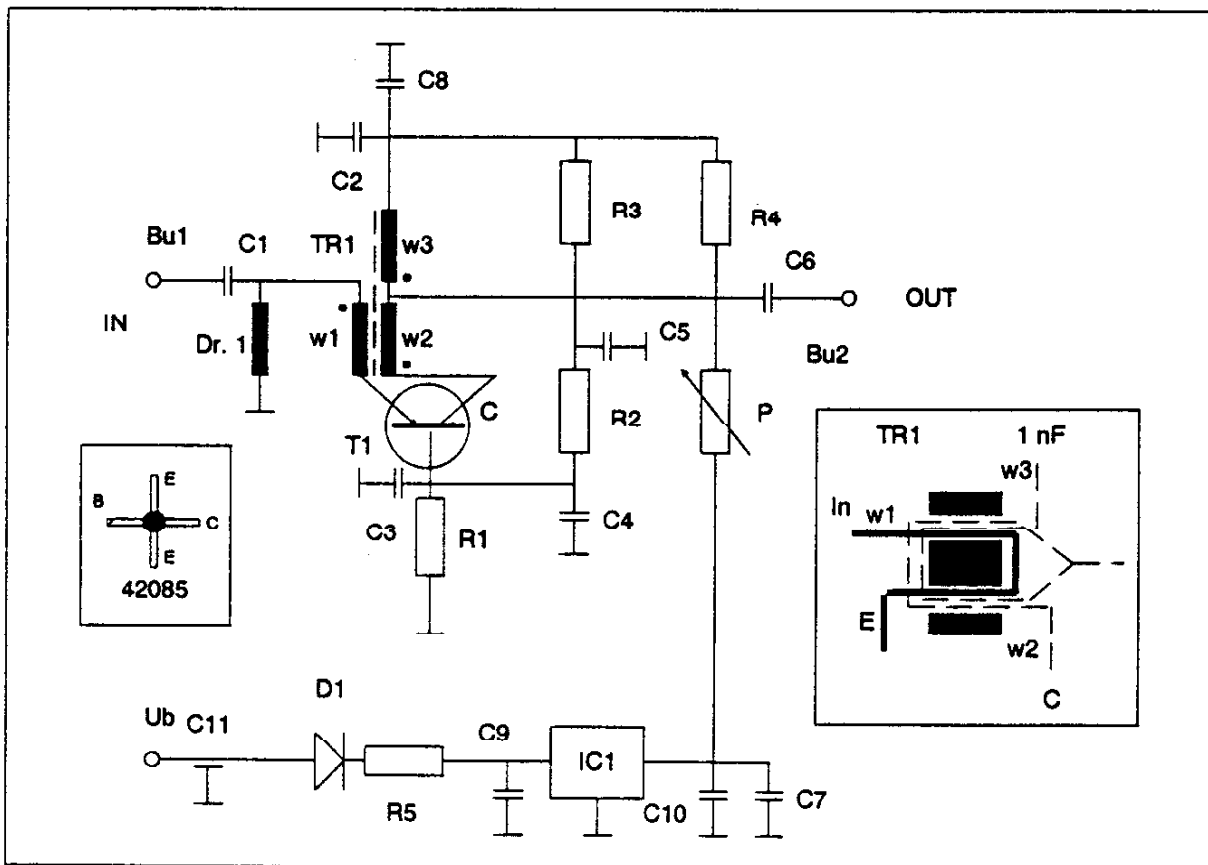 C8
C2
R3
R4
Bu1
C1
TR1
w3
C6
IN
Dr. 1
w1
w2
C5
OUT
Bu2
C
R2
P
T1
C3
R1
C4
B
E
C
E
42085
TR1 1 nF
w3
In
w1
E
w2
C
D1
Ub
C11
C9
IC1
R5
C10
C7